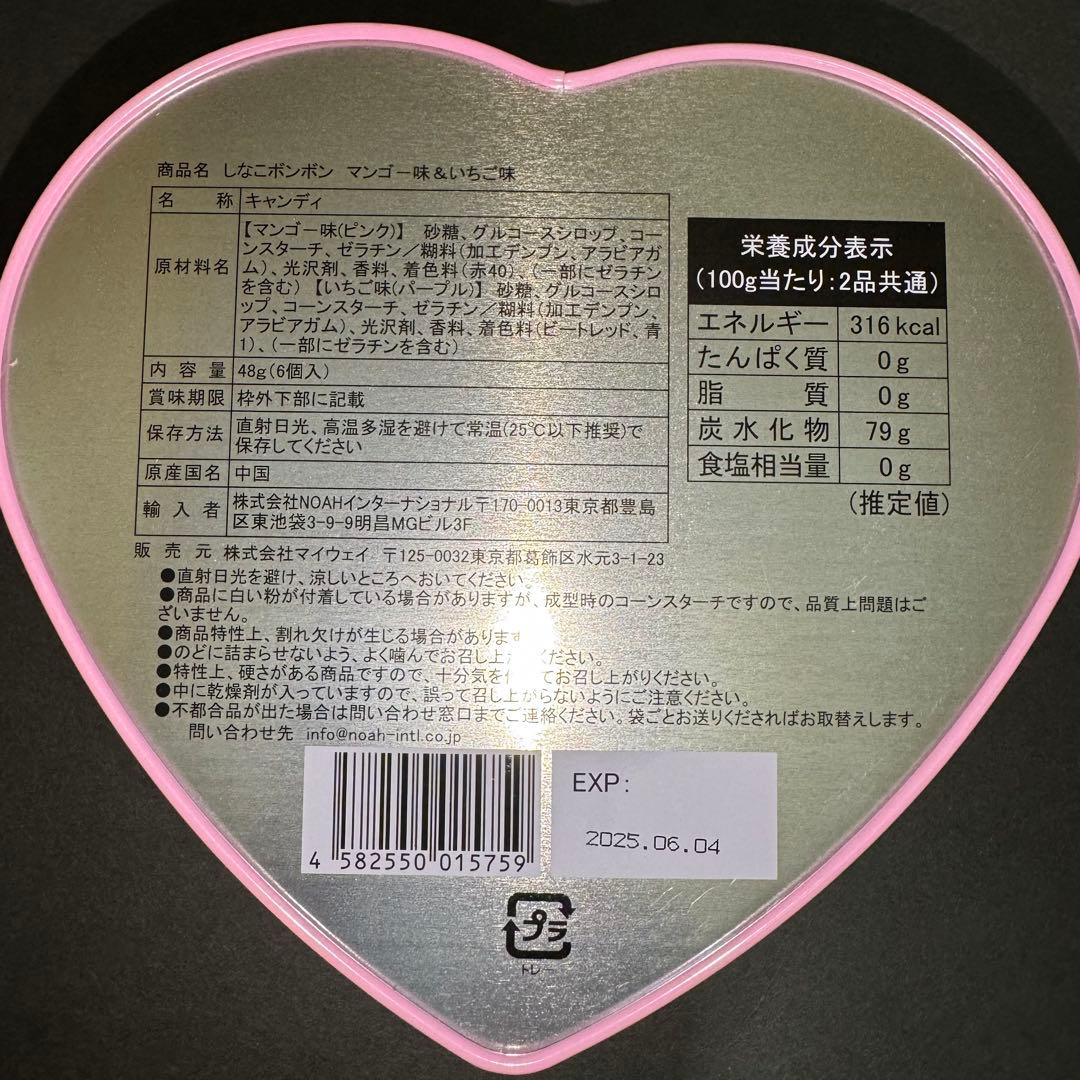 商品名 しなこボンボン マンゴー味＆いちご味
名 称 キャンディ
原材料名
【マンゴー味(ピンク)】 砂糖、グルコースシロップ、コー
ンスターチ、ゼラチン／糊料(加工デンプン、アラビアガ
ム)、光沢剤、香料、着色料(赤40)、(一部にゼラチン
を含む) 【いちご味(パープル)】 砂糖、グルコースシロ
ップ、コーンスターチ、ゼラチン／糊料(加工デンプン、
アラビアガム)、光沢剤、香料、着色料(ビートレッド、青
1)、(一部にゼラチンを含む)
内 容 量 48g(6個入)
賞味期限 枠外下部に記載
保存方法
直射日光、高温多湿を避けて常温(25℃以下推奨)で
保存してください
原産国名 中国
輸 入 者
株式会社NOAHインターナショナル〒170-0013東京都豊島
区東池袋3-9-9明昌MGビル3F
販 売 元 株式会社マイウェイ 〒125-0032東京都葛飾区水元3-1-23
●直射日光を避け、涼しいところへおいてください。
●商品に白い粉が付着している場合がありますが、成型時のコーンスターチですので、品質上問題はご
ざいません。
●商品特性上、割れ欠けが生じる場合があります
●のどに詰まらせないよう、よく噛んでお召し上がりください。
●特性上、硬さがある商品ですので、十分気を付けてお召し上がりください。
●中に乾燥剤が入っていますので、誤って召し上がらないようにご注意ください。
●不都合品が出た場合は問い合わせ窓口までご連絡ください。袋ごとお送りくださればお取替えします。
問い合わせ先 info@noah-intl.co.jp
栄養成分表示
(100g当たり:2品共通)
エネルギー 316kcal
たんぱく質 0g
脂 質 0g
炭水化物 79g
食塩相当量 0g
(推定値)
4 582550 015759
EXP:
2025.06.04
プラ
トレー